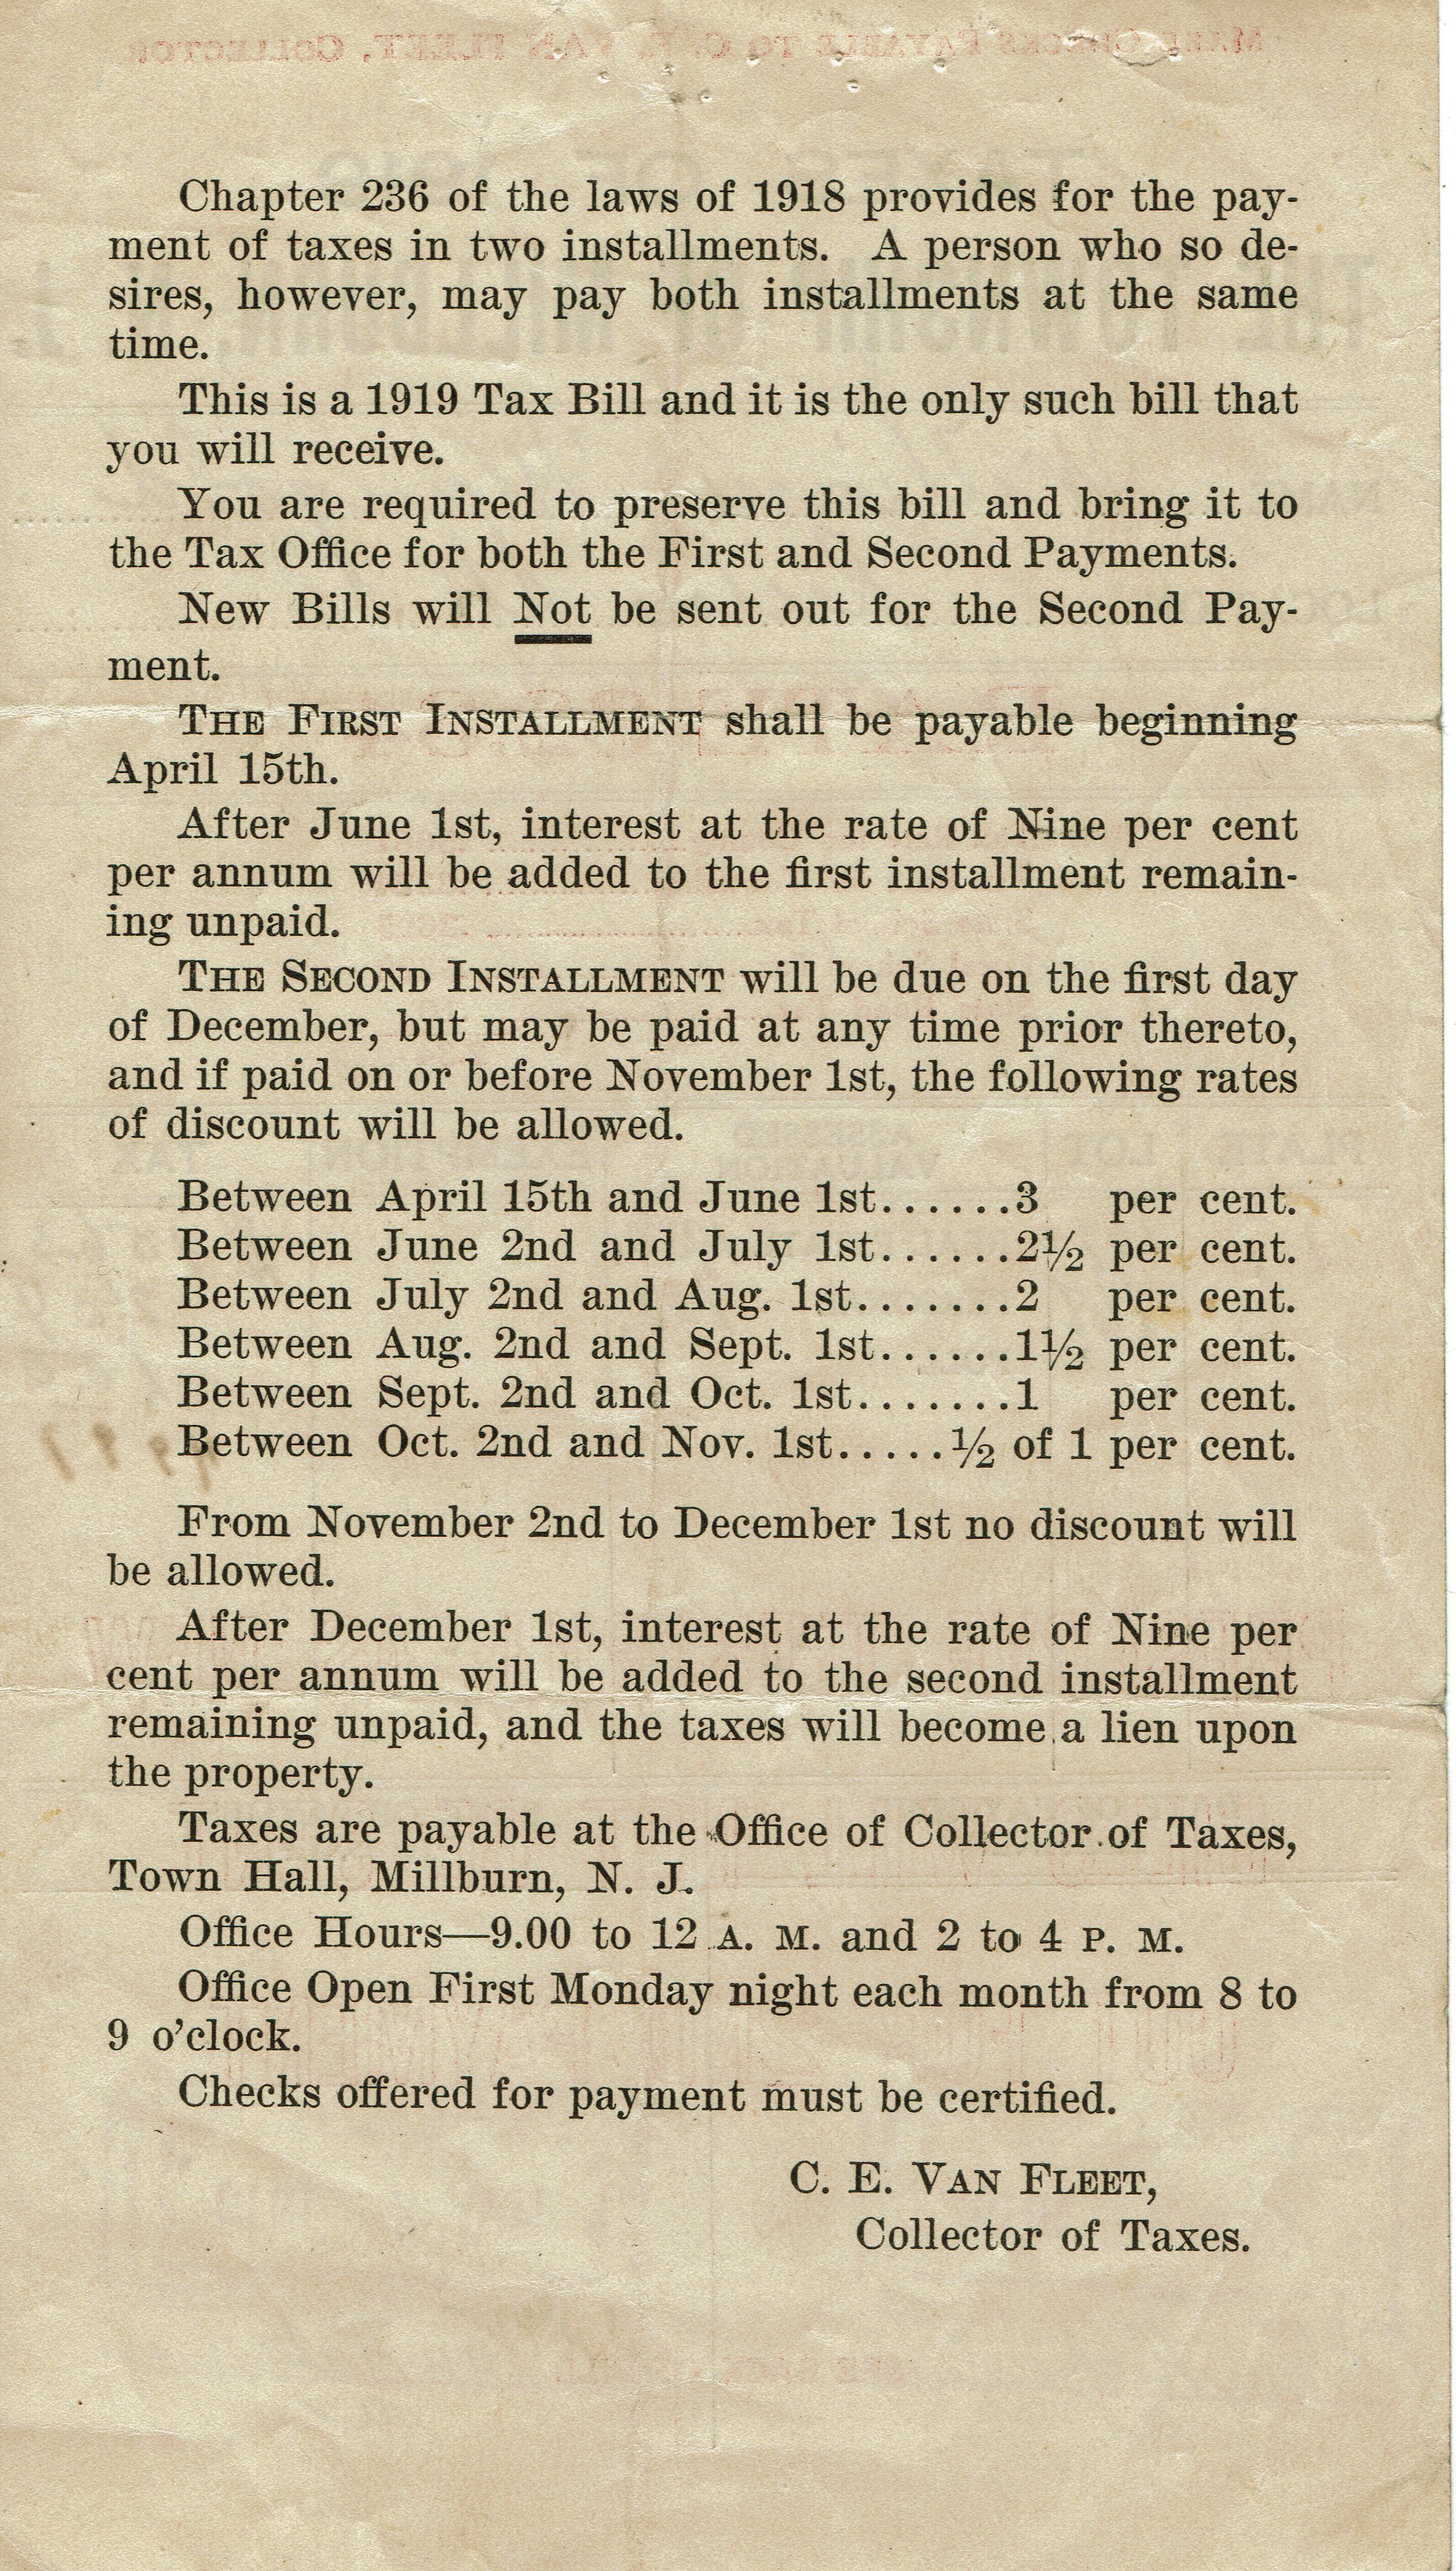 MAKE CHECKS PAYABLE TO C. E. VAN FLEET, COLLECTOR
Chapter 236 of the laws of 1918 provides for the pay-
ment of taxes in two installments. A person who so de-
sires, however, may pay both installments at the same
time.
This is a 1919 Tax Bill and it is the only such bill that
you will receive.
You are required to preserve this bill and bring it to
the Tax Office for both the First and Second Payments.
New Bills will Not be sent out for the Second Pay-
ment.
THE FIRST INSTALLMENT shall be payable beginning
April 15th.
After June 1st, interest at the rate of Nine per cent
per annum will be added to the first installment remain-
ing unpaid.
THE SECOND INSTALLMENT will be due on the first day
of December, but may be paid at any time prior thereto,
and if paid on or before November 1st, the following rates
of discount will be allowed.
Between April 15th and June 1st......3 per cent.
Between June 2nd and July 1st......2½ per cent.
Between July 2nd and Aug. 1st.......2 per cent.
Between Aug. 2nd and Sept. 1st......1½ per cent.
Between Sept. 2nd and Oct. 1st.......1 per cent.
Between Oct. 2nd and Nov. 1st.....½ of 1 per cent.
From November 2nd to December 1st no discount will
be allowed.
After December 1st, interest at the rate of Nine per
cent per annum will be added to the second installment
remaining unpaid, and the taxes will become a lien upon
the property.
Taxes are payable at the Office of Collector of Taxes,
Town Hall, Millburn, N. J.
Office Hours—9.00 to 12 A. M. and 2 to 4 P. M.
Office Open First Monday night each month from 8 to
9 o'clock.
Checks offered for payment must be certified.
C. E. VAN FLEET,
Collector of Taxes.